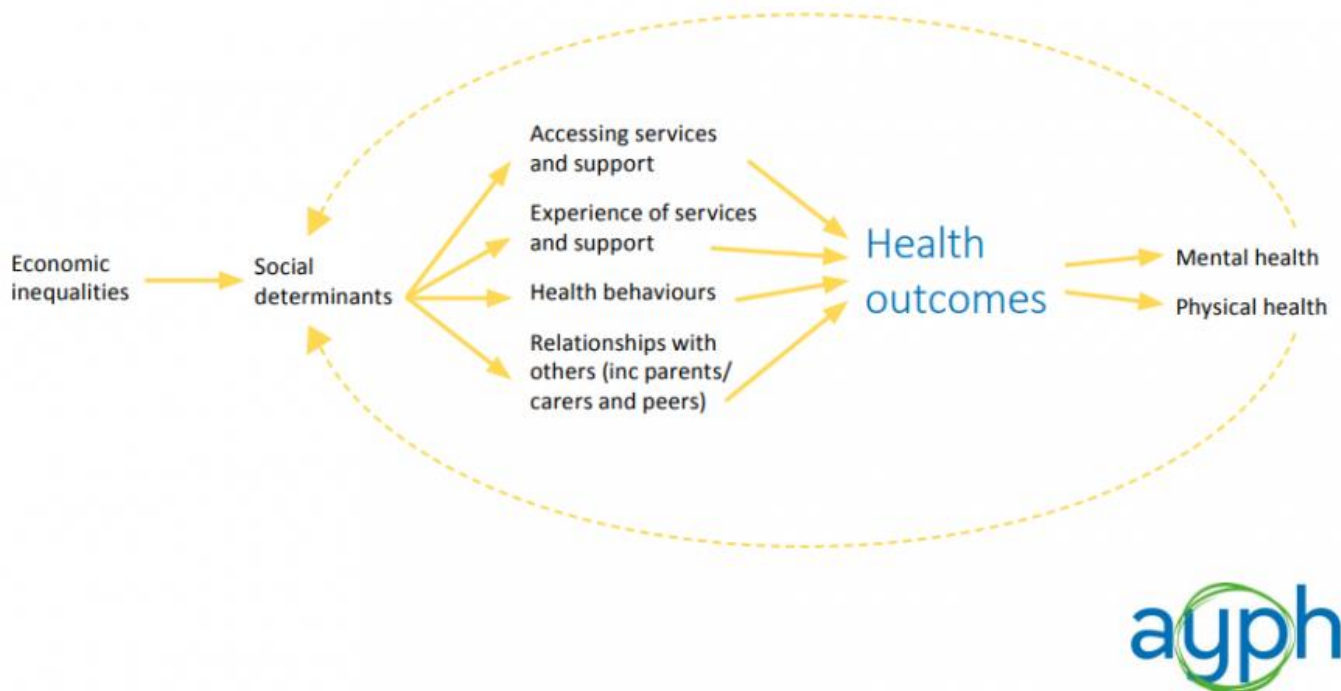 Economic
inequalities
Social
determinants
Accessing services
and support
Experience of services
and support
Health behaviours
Relationships with
others (inc parents/
carers and peers)
Health
outcomes
Mental health
Physical health
ayph